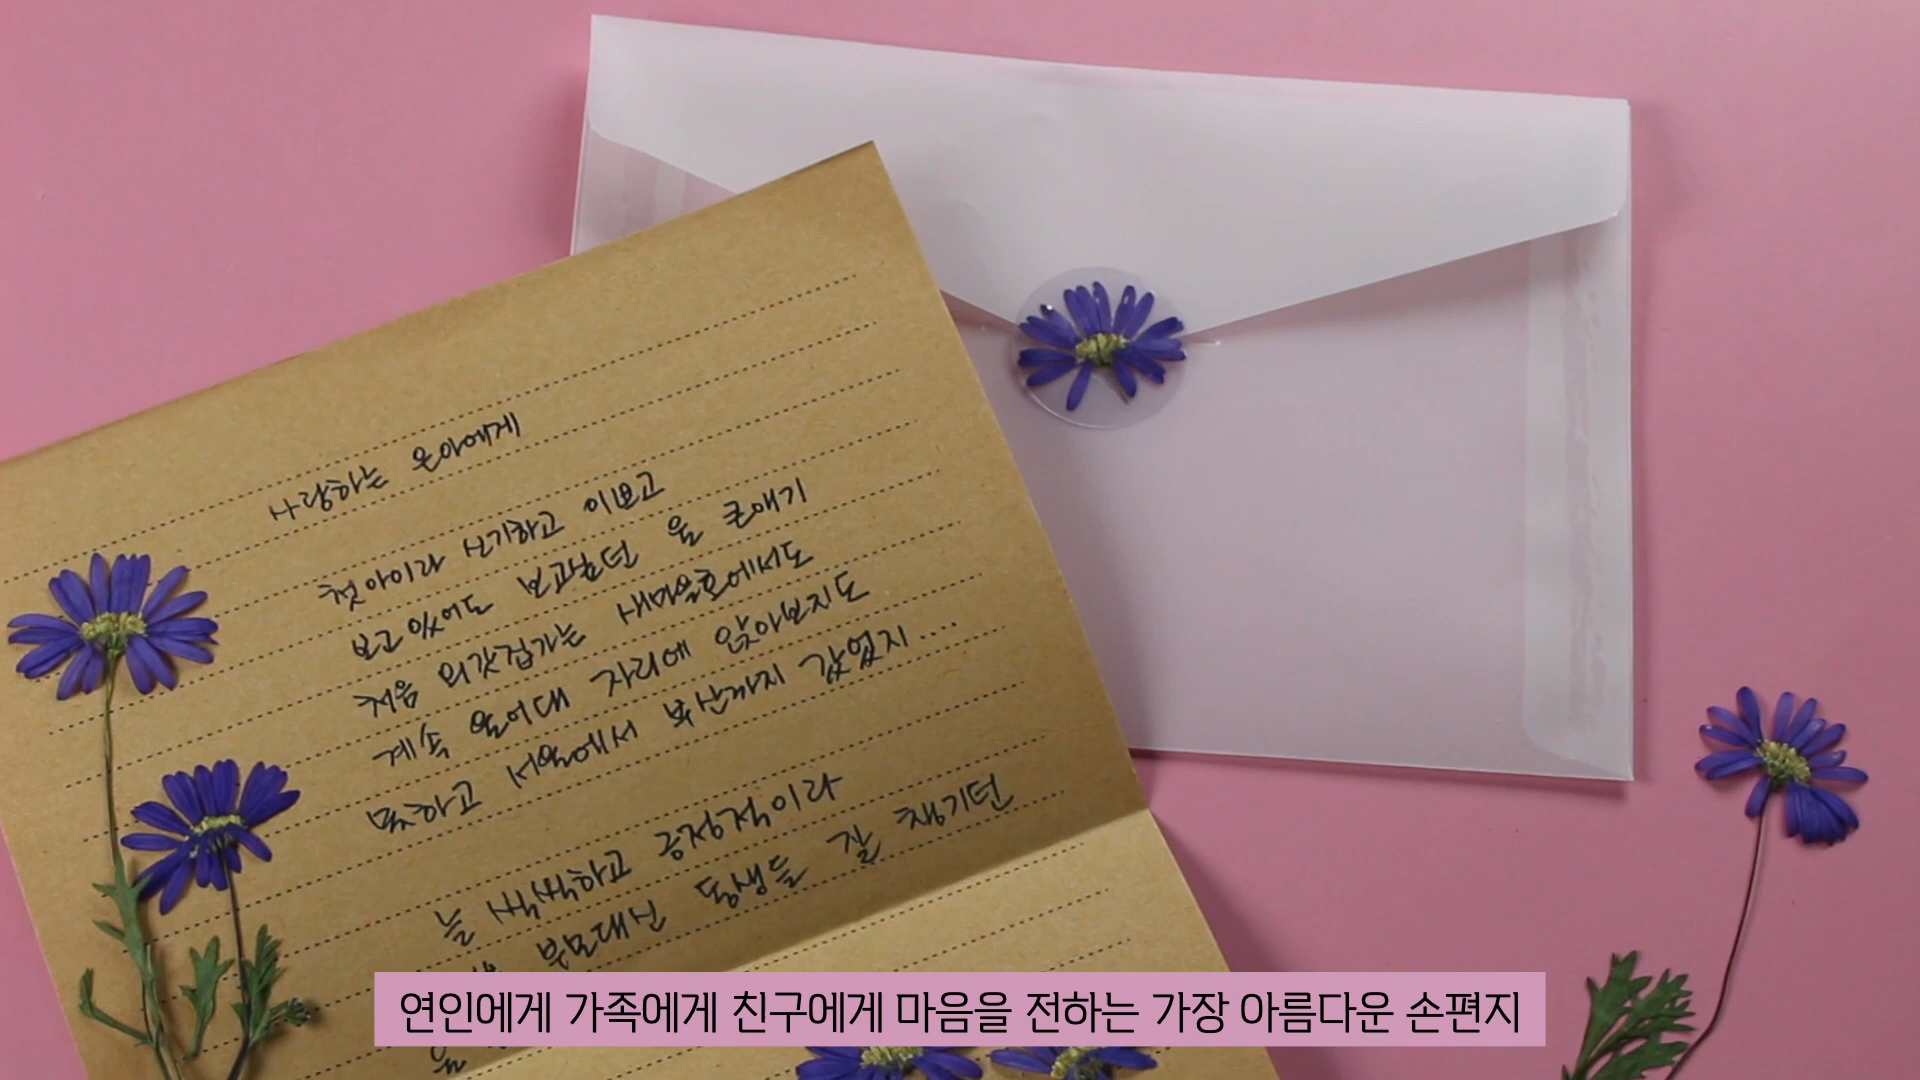 사랑하는 온아에게
첫아이라 신기하고 이쁘고
보고 있어도 보고싶던 울 큰애기
처음 외갓집가는 새마을호에서도
계속 울어대 자리에 앉아보지도
못하고 서울에서 부산까지 갔었지....
늘 씩씩하고 긍정적이라
부모대신 동생들 잘 챙기던
울
연인에게 가족에게 친구에게 마음을 전하는 가장 아름다운 손편지